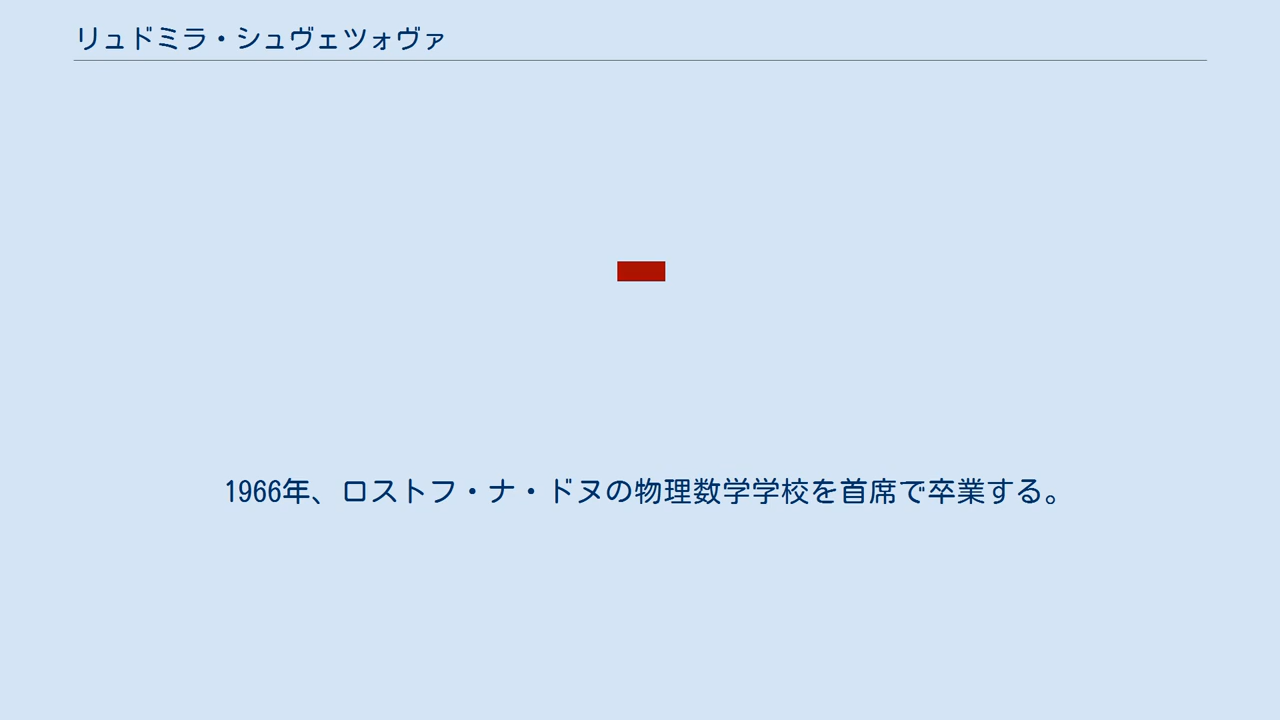 リュドミラ・シュヴェツォヴァ
1966年、ロストフ・ナ・ドヌの物理数学学校を首席で卒業する。